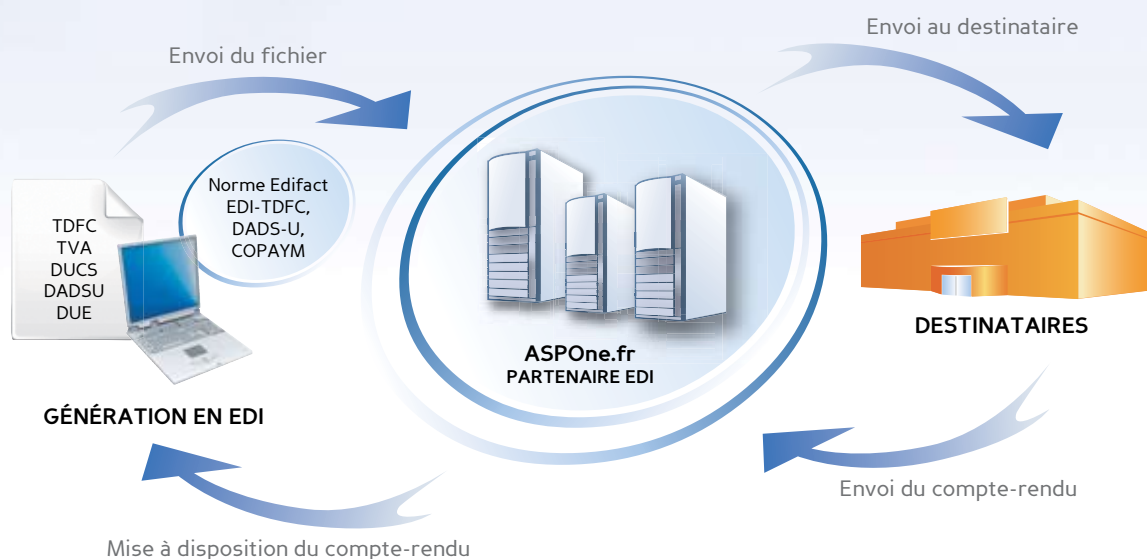 Envoi du fichier
Envoi au destinataire
Norme Edifact
EDI-TDFC,
DADS-U,
COPAYM
TDFC
TVA
DUCS
DADSU
DUE
ASPOne.fr
PARTENAIRE EDI
DESTINATAIRES
GÉNÉRATION EN EDI
Envoi du compte-rendu
Mise à disposition du compte-rendu